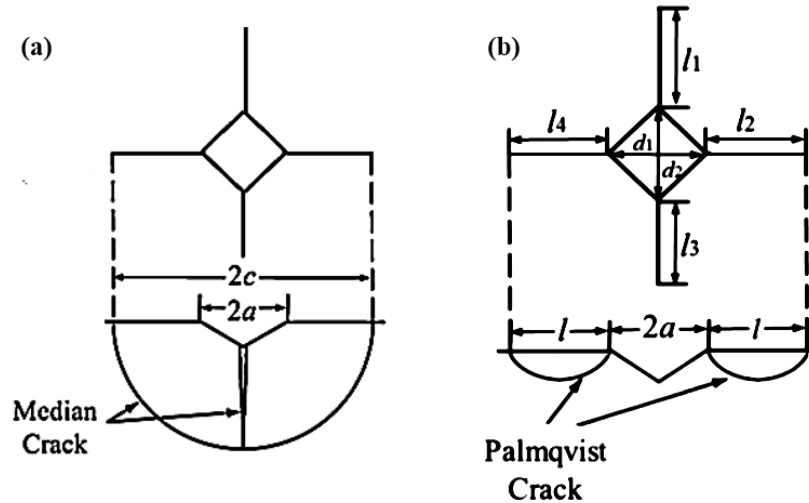 (a)
2c
2a
Median
Crack
(b)
l1
l4
l2
d1
d2
l3
l
2a
l
Palmqvist
Crack